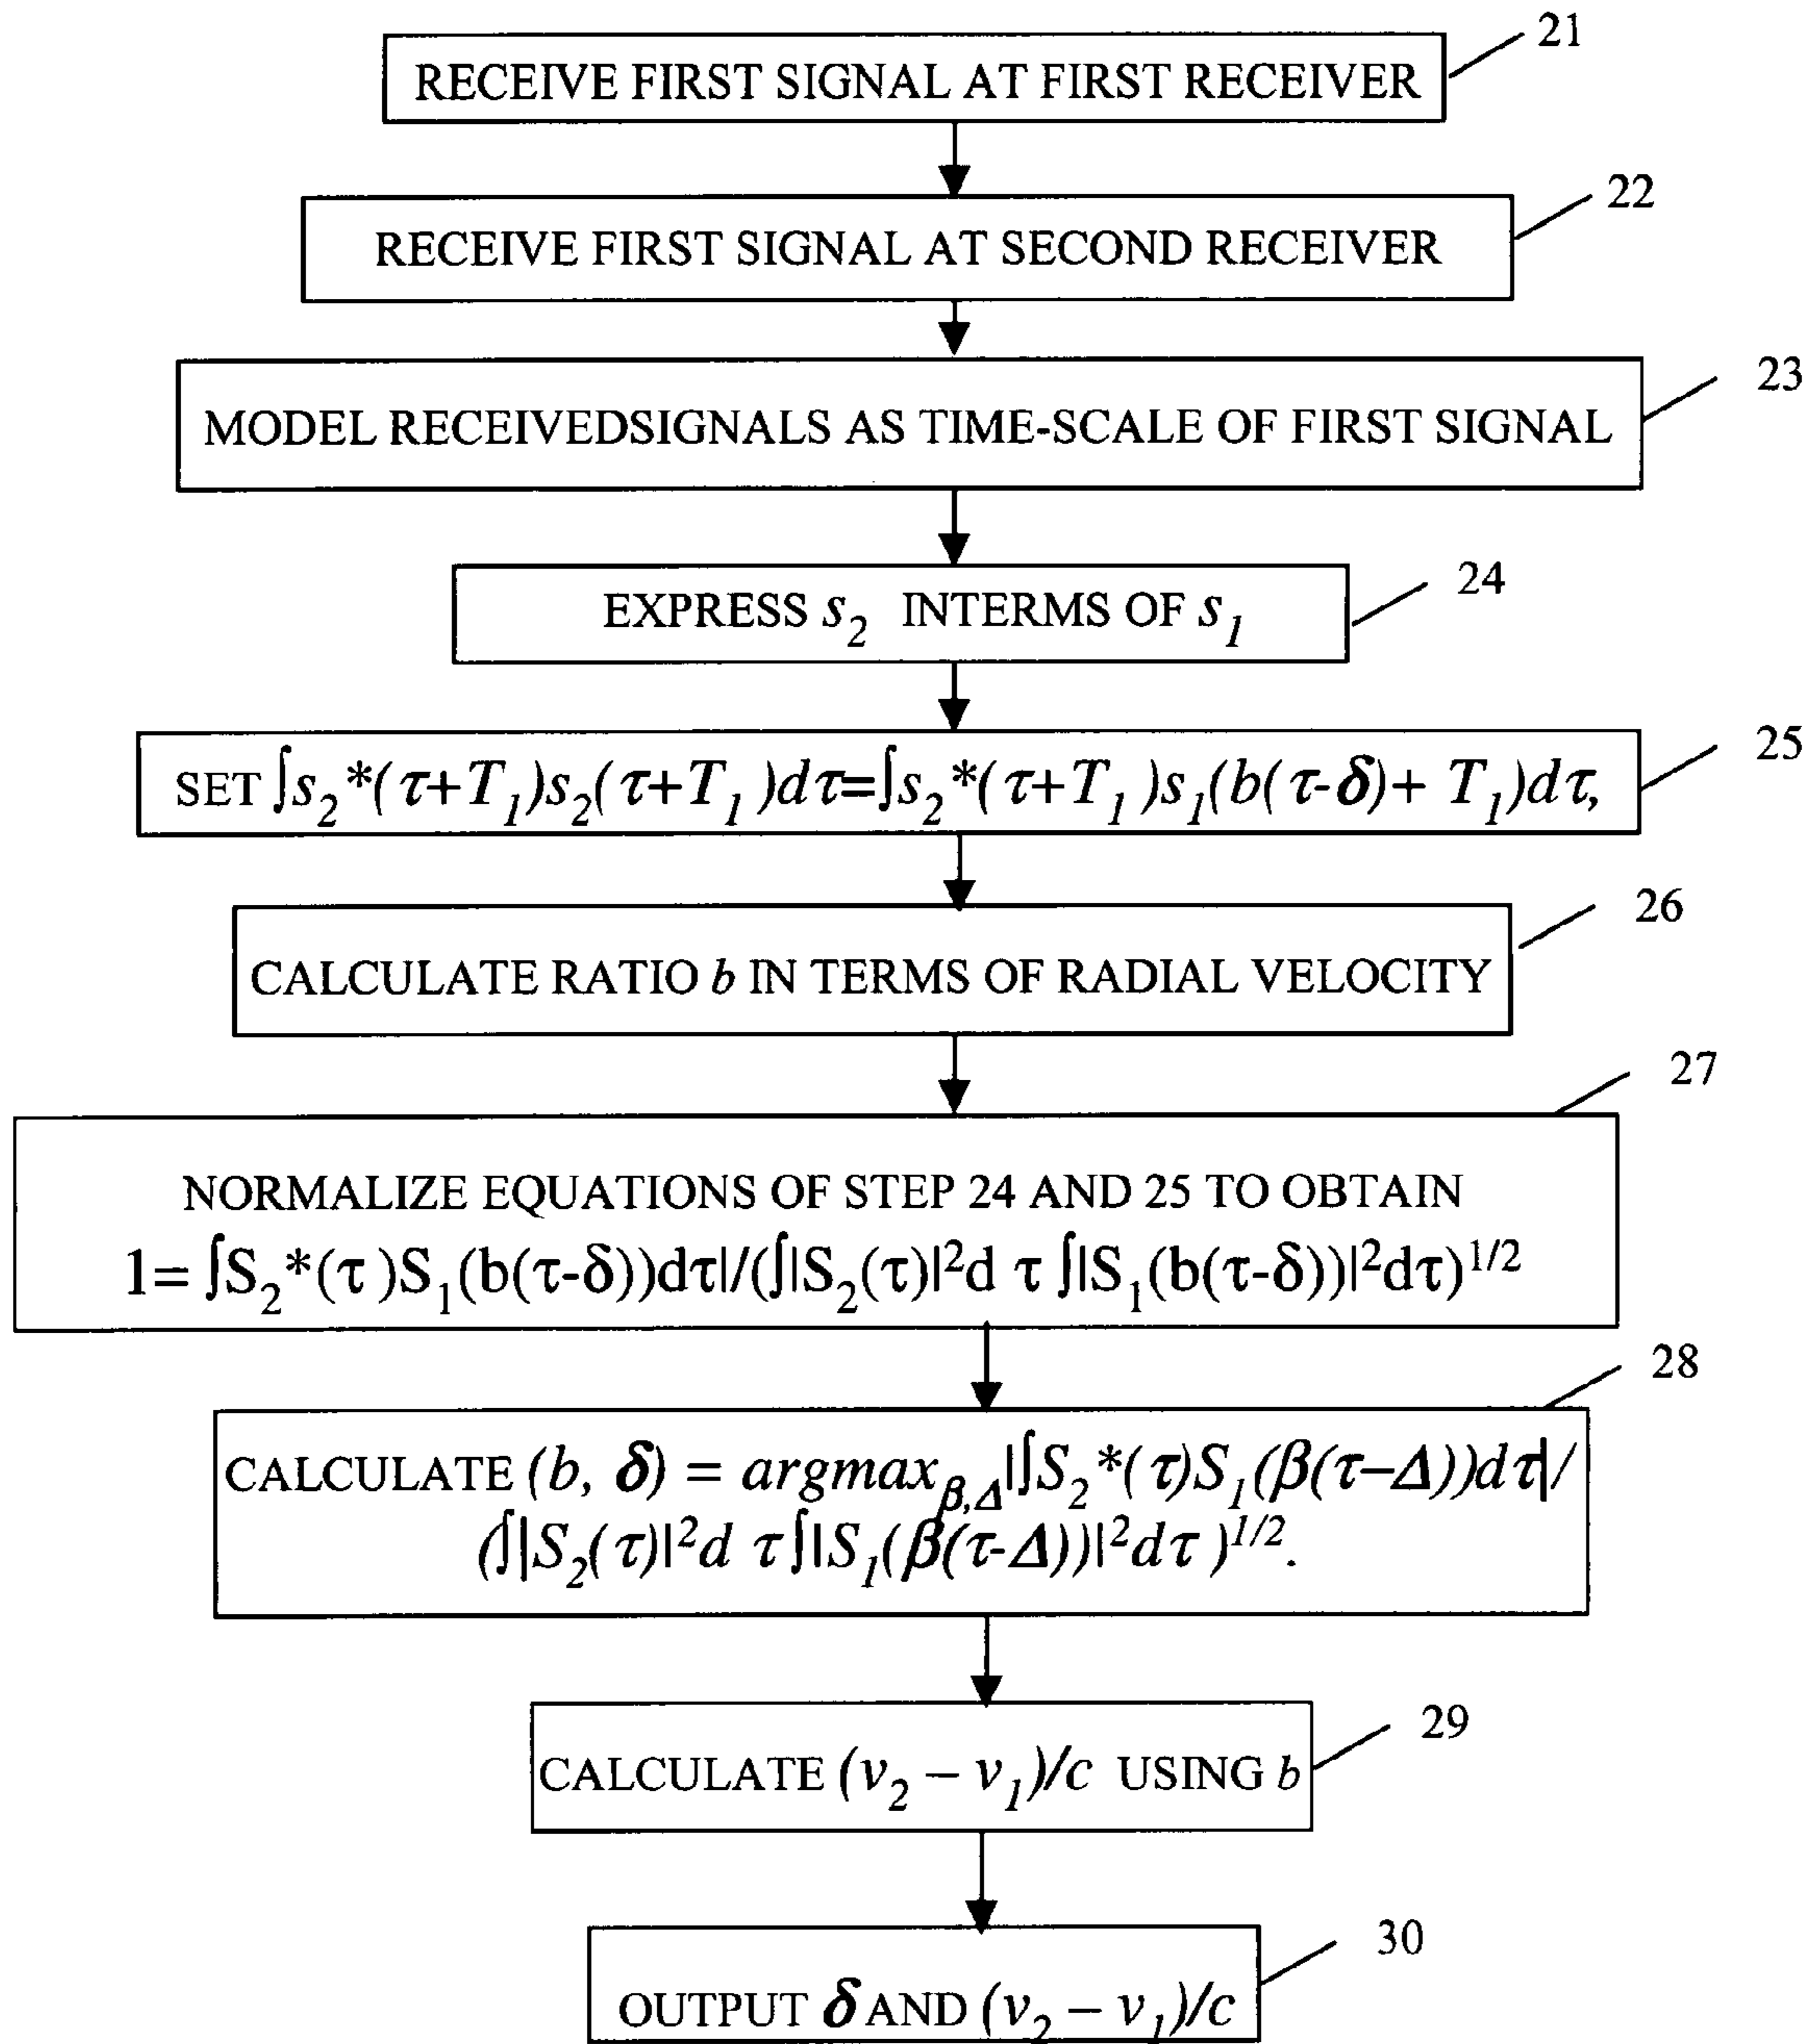 21
RECEIVE FIRST SIGNAL AT FIRST RECEIVER
22
RECEIVE FIRST SIGNAL AT SECOND RECEIVER
23
MODEL RECEIVEDSIGNALS AS TIME-SCALE OF FIRST SIGNAL
24
EXPRESS s₂ INTERMS OF s₁
25
SET ∫s₂*(τ+T₁)s₂(τ+T₁)dτ=∫s₂*(τ+T₁)s₁(b(τ-δ)+ T₁)dτ,
26
CALCULATE RATIO b IN TERMS OF RADIAL VELOCITY
27
NORMALIZE EQUATIONS OF STEP 24 AND 25 TO OBTAIN
1= ∫S₂*(τ )S₁(b(τ-δ))dτ|/(∫|S₂(τ)|²d τ ∫|S₁(b(τ-δ))|²dτ)¹/²
28
CALCULATE (b, δ) = argmax_β,Δ|∫S₂*(τ)S₁(β(τ–Δ))dτ|/
(∫|S₂(τ)|²d τ∫|S₁(β(τ-Δ))|²dτ )¹/².
29
CALCULATE (v₂ – v₁)/c USING b
30
OUTPUT δ AND (v₂ – v₁)/c